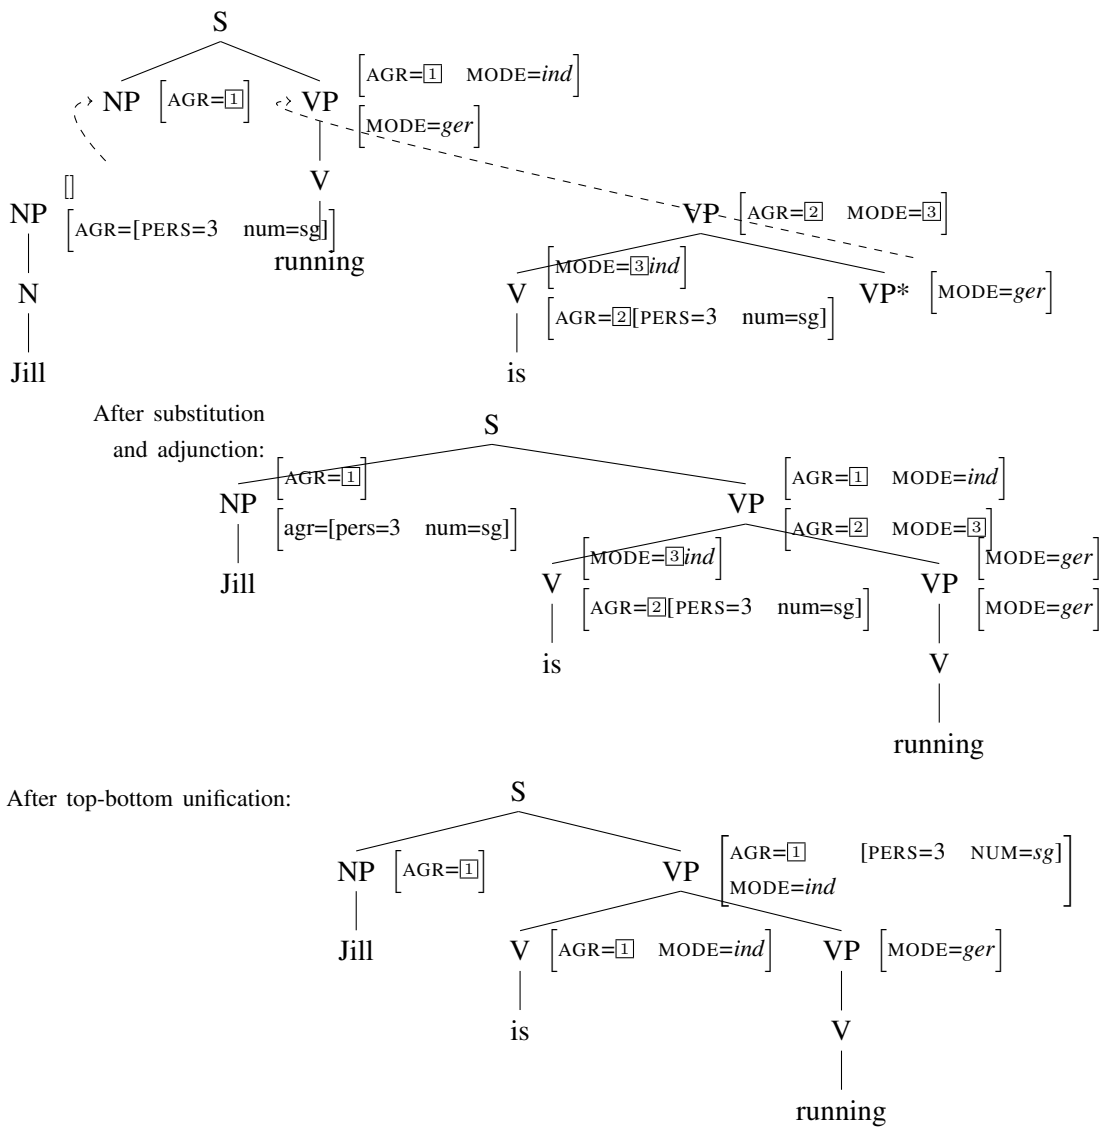 S
[AGR=1 MODE=ind]
NP [AGR=1] VP
[MODE=ger]
V
[]
NP [AGR=[PERS=3 num=sg]]
VP [AGR=2 MODE=3]
running
[MODE=3ind]
N V VP* [MODE=ger]
[AGR=2[PERS=3 num=sg]]
Jill is
After substitution
and adjunction:
S
[AGR=1] [AGR=1 MODE=ind]
NP VP
[agr=[pers=3 num=sg]] [AGR=2 MODE=3]
[MODE=3ind] [MODE=ger]
Jill V VP
[AGR=2[PERS=3 num=sg]] [MODE=ger]
is V
running
After top-bottom unification:
S
NP [AGR=1] VP [AGR=1 [PERS=3 NUM=sg]
MODE=ind]
Jill V [AGR=1 MODE=ind] VP [MODE=ger]
is V
running